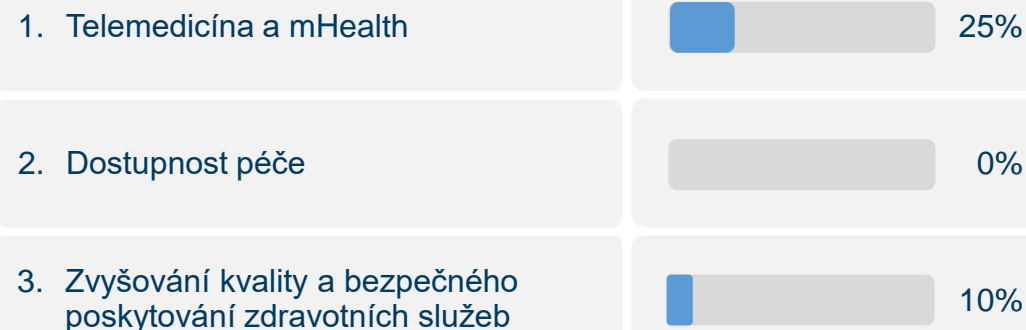 1. Telemedicína a mHealth 25%
2. Dostupnost péče 0%
3. Zvyšování kvality a bezpečného
poskytování zdravotních služeb 10%